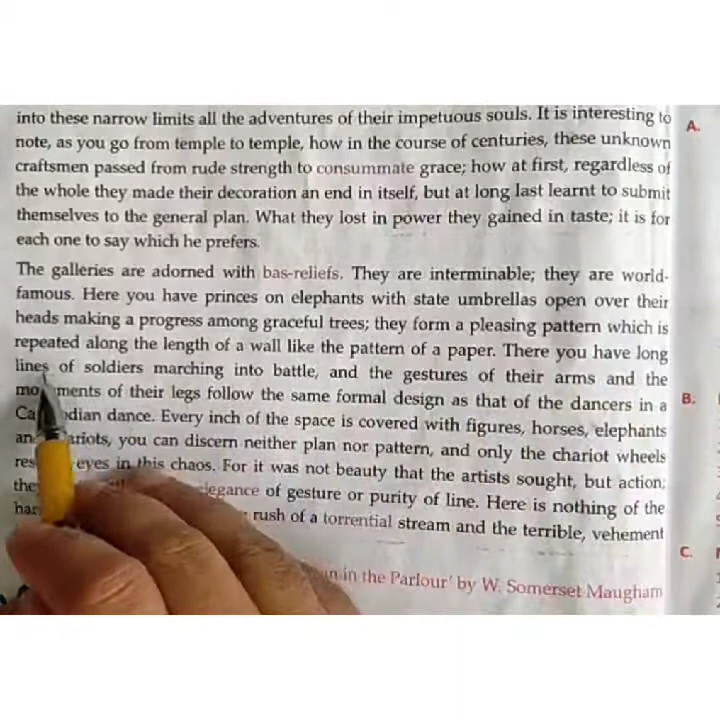 into these narrow limits all the adventures of their impetuous souls. It is interesting to
note, as you go from temple to temple, how in the course of centuries, these unknown
craftsmen passed from rude strength to consummate grace; how at first, regardless of
the whole they made their decoration an end in itself, but at long last learnt to submit
themselves to the general plan. What they lost in power they gained in taste; it is for
each one to say which he prefers.
The galleries are adorned with bas-reliefs. They are interminable; they are world-
famous. Here you have princes on elephants with state umbrellas open over their
heads making a progress among graceful trees; they form a pleasing pattern which is
repeated along the length of a wall like the pattern of a paper. There you have long
lines of soldiers marching into battle, and the gestures of their arms and the
mo ments of their legs follow the same formal design as that of the dancers in a
Ca odian dance. Every inch of the space is covered with figures, horses, elephants
an ariots, you can discern neither plan nor pattern, and only the chariot wheels
res eyes in this chaos. For it was not beauty that the artists sought, but action;
the elegance of gesture or purity of line. Here is nothing of the
har rush of a torrential stream and the terrible, vehement
in the Parlour' by W. Somerset Maugham
A.
B.
C.